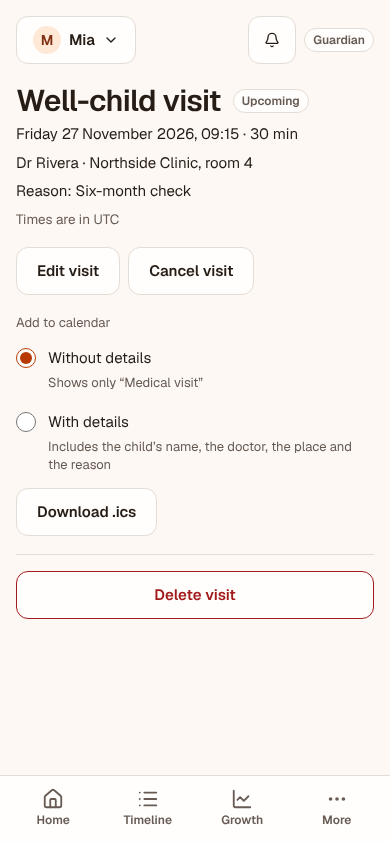 M Mia
Guardian
Well-child visit Upcoming
Friday 27 November 2026, 09:15 · 30 min
Dr Rivera · Northside Clinic, room 4
Reason: Six-month check
Times are in UTC
Edit visit Cancel visit
Add to calendar
Without details
Shows only “Medical visit”
With details
Includes the child’s name, the doctor, the place and
the reason
Download .ics
Delete visit
Home Timeline Growth More